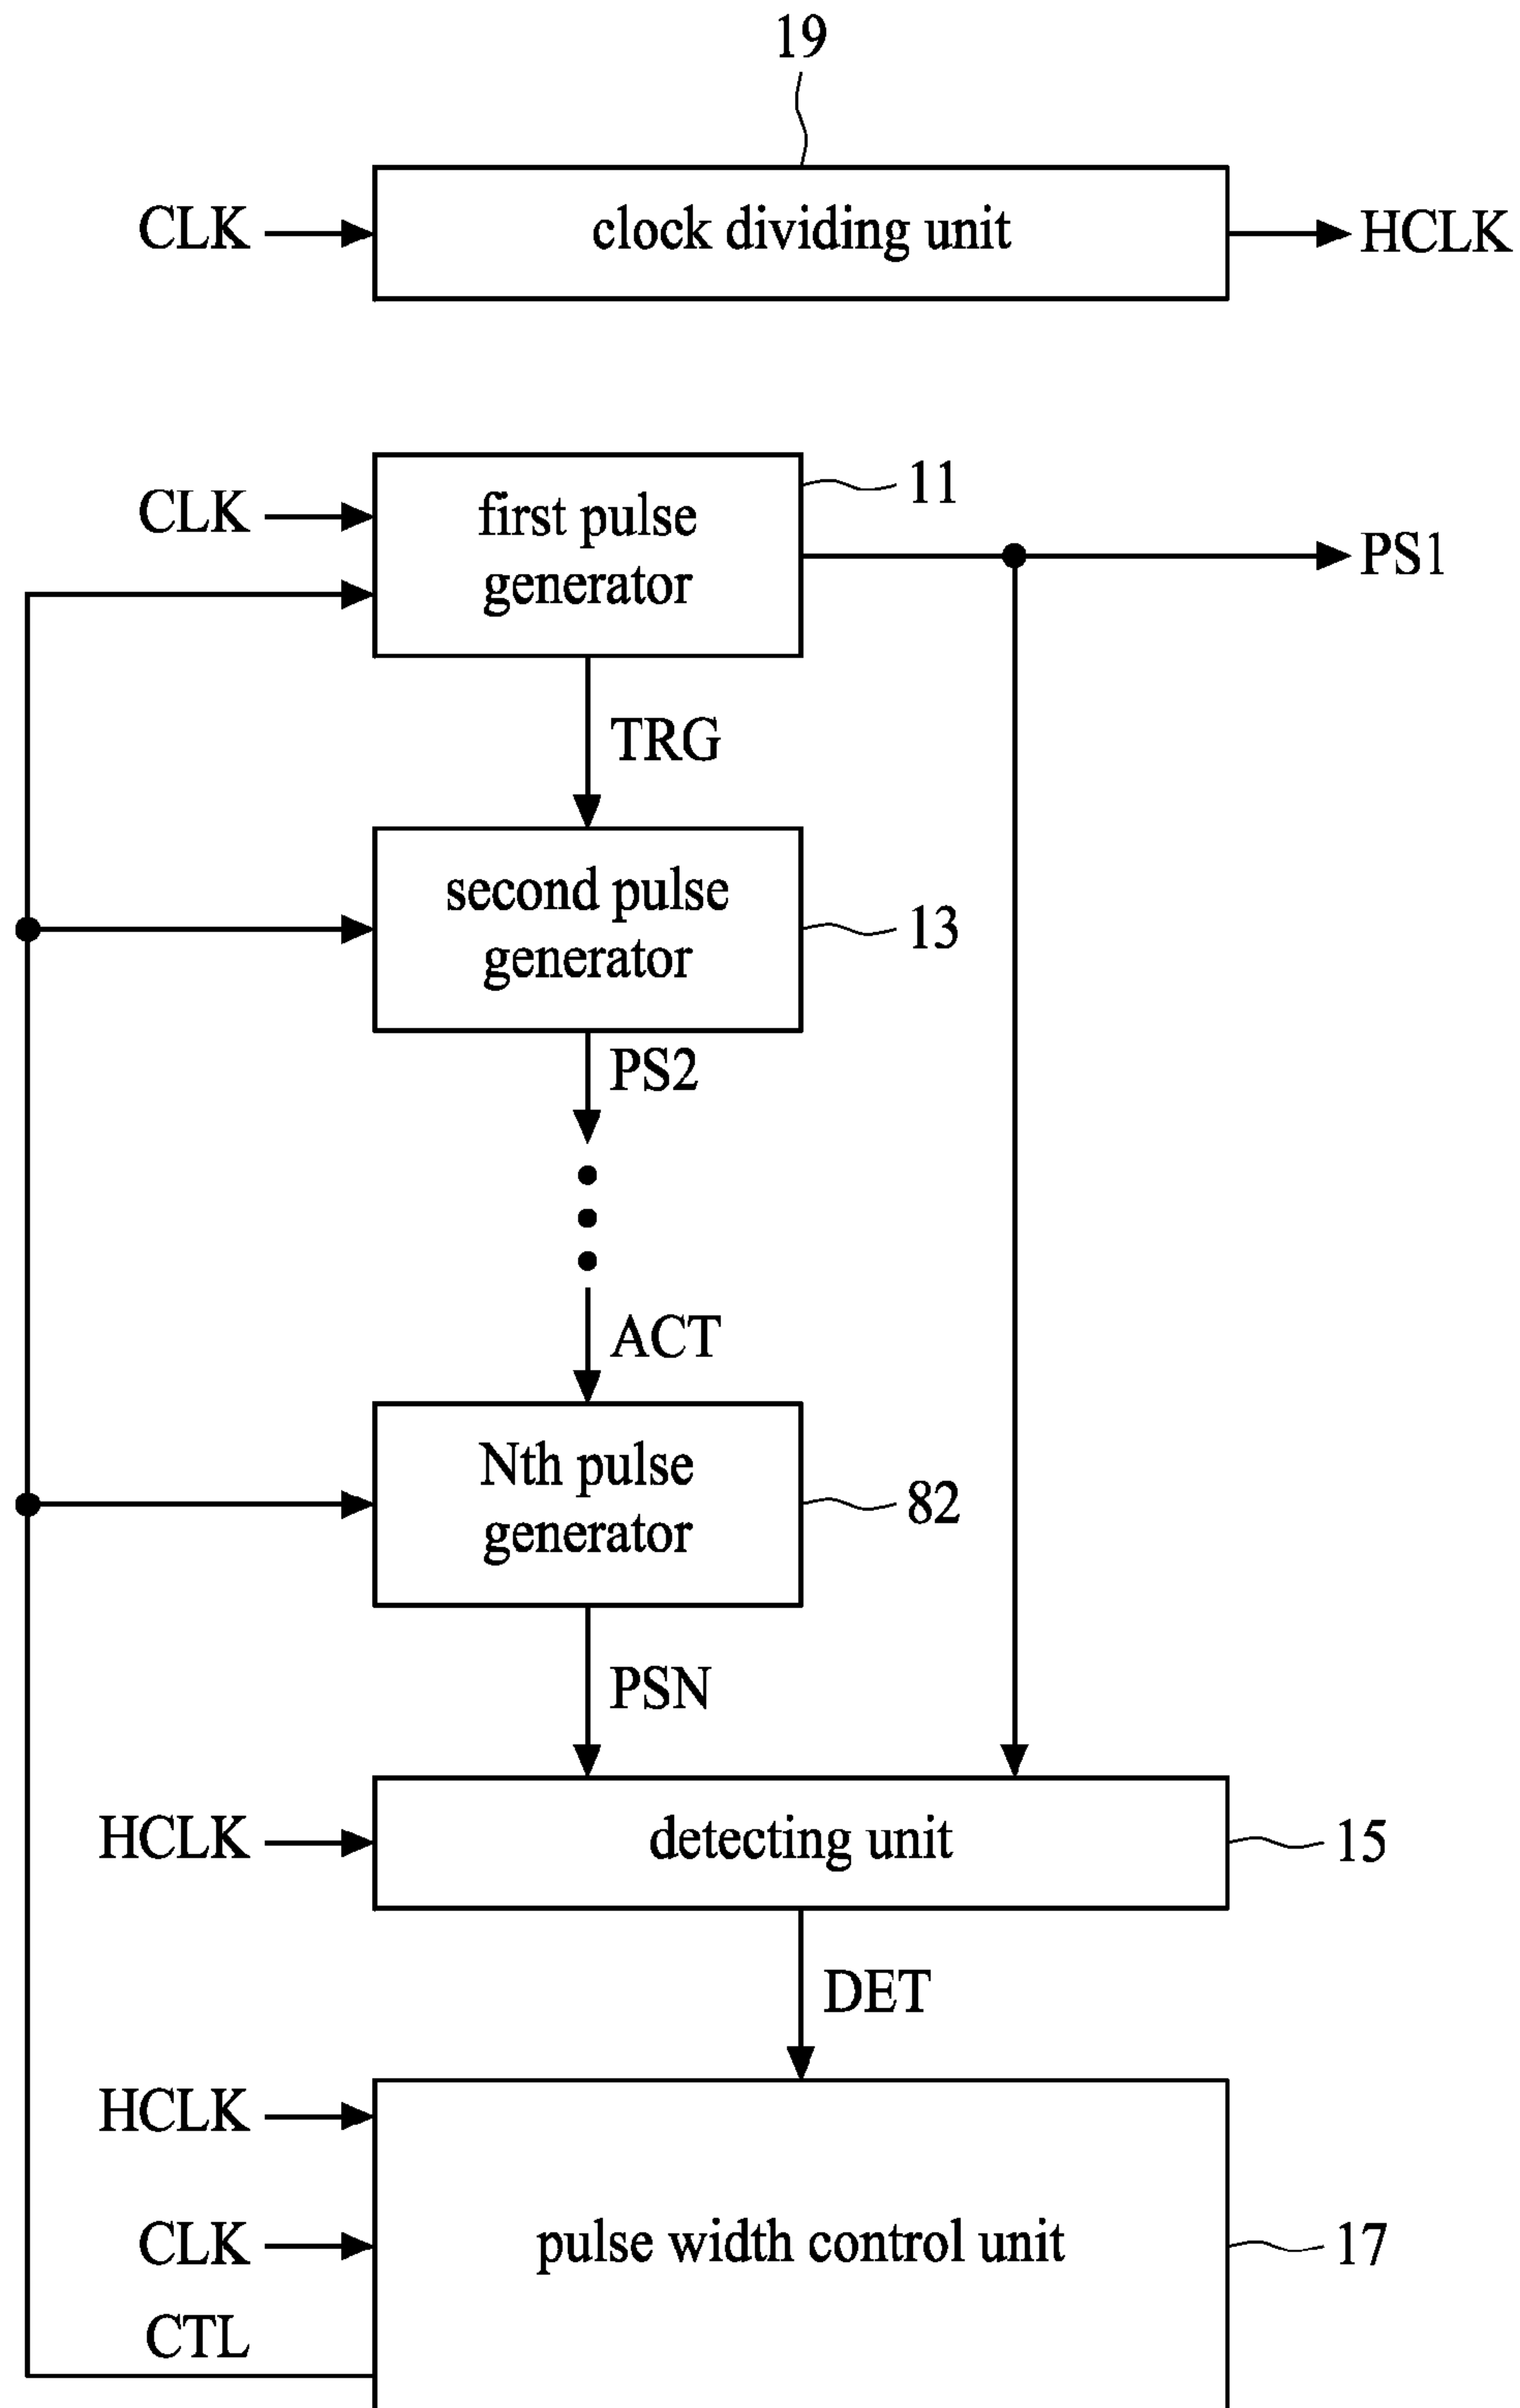 19
CLK
clock dividing unit
HCLK
CLK
first pulse
generator
11
PS1
TRG
second pulse
generator
13
PS2
ACT
Nth pulse
generator
82
PSN
HCLK
detecting unit
15
DET
HCLK
CLK
pulse width control unit
17
CTL